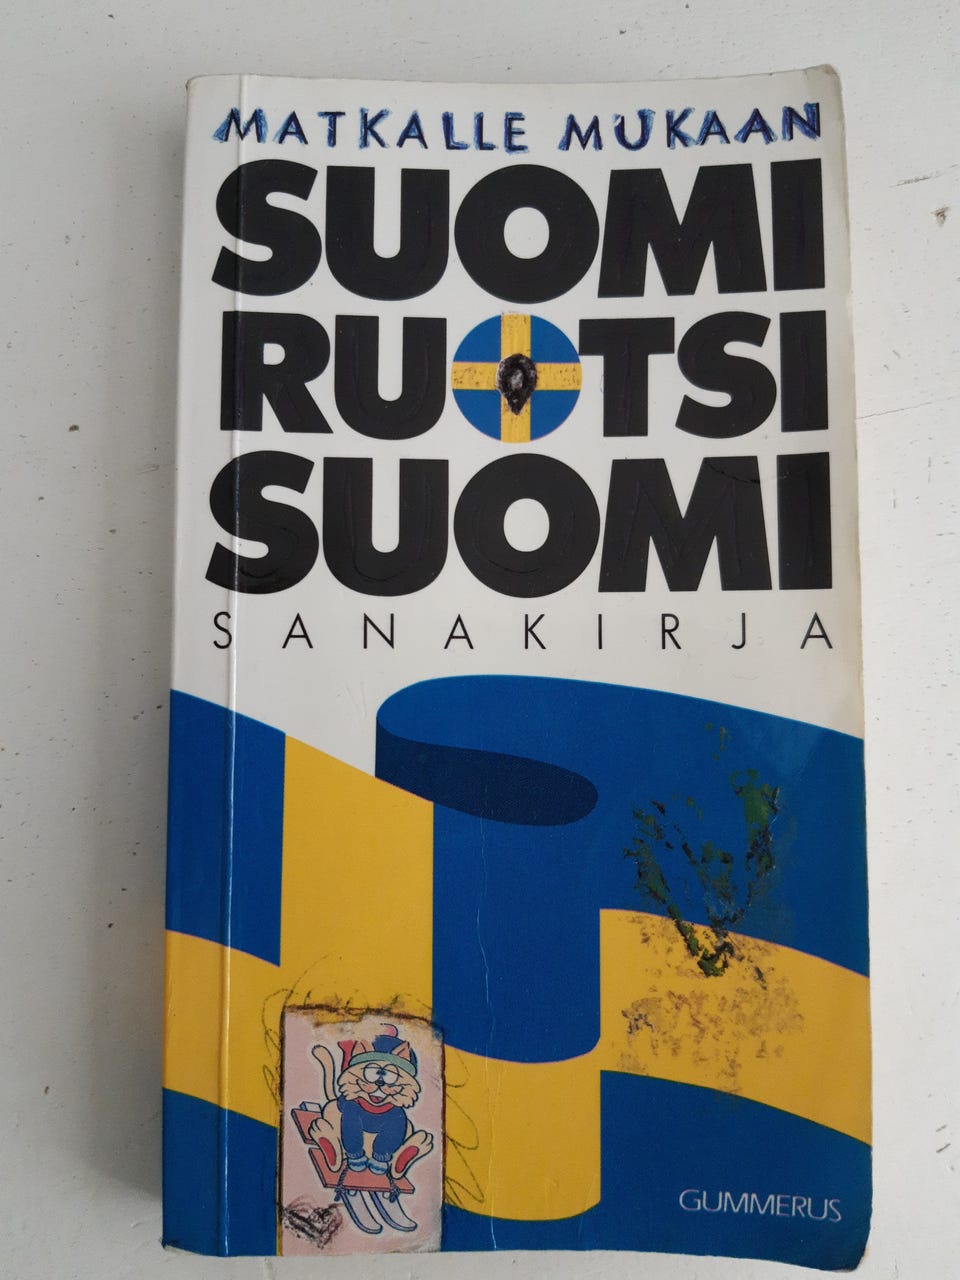 MATKALLE MUKAAN
SUOMI
RUOTSI
SUOMI
SANAKIRJA
GUMMERUS